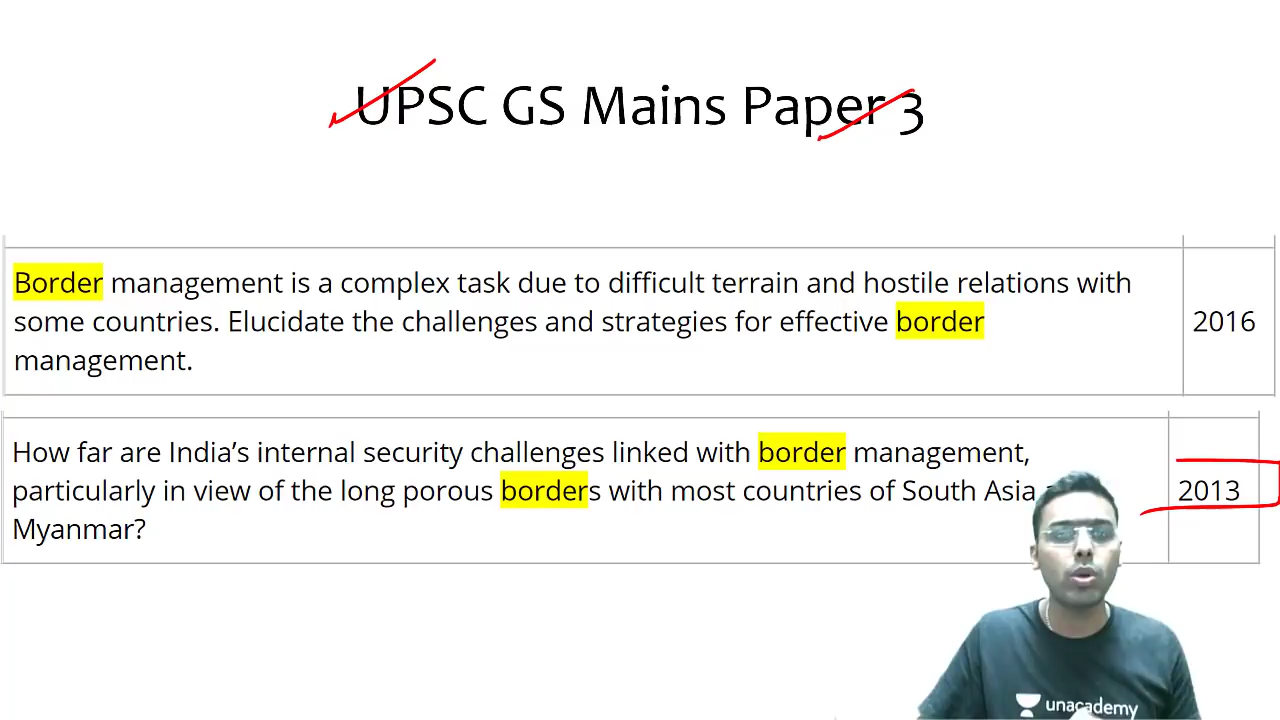 UPSC GS Mains Paper 3
Border management is a complex task due to difficult terrain and hostile relations with
some countries. Elucidate the challenges and strategies for effective border
management.
2016
How far are India’s internal security challenges linked with border management,
particularly in view of the long porous borders with most countries of South Asia
Myanmar?
2013
unacademy